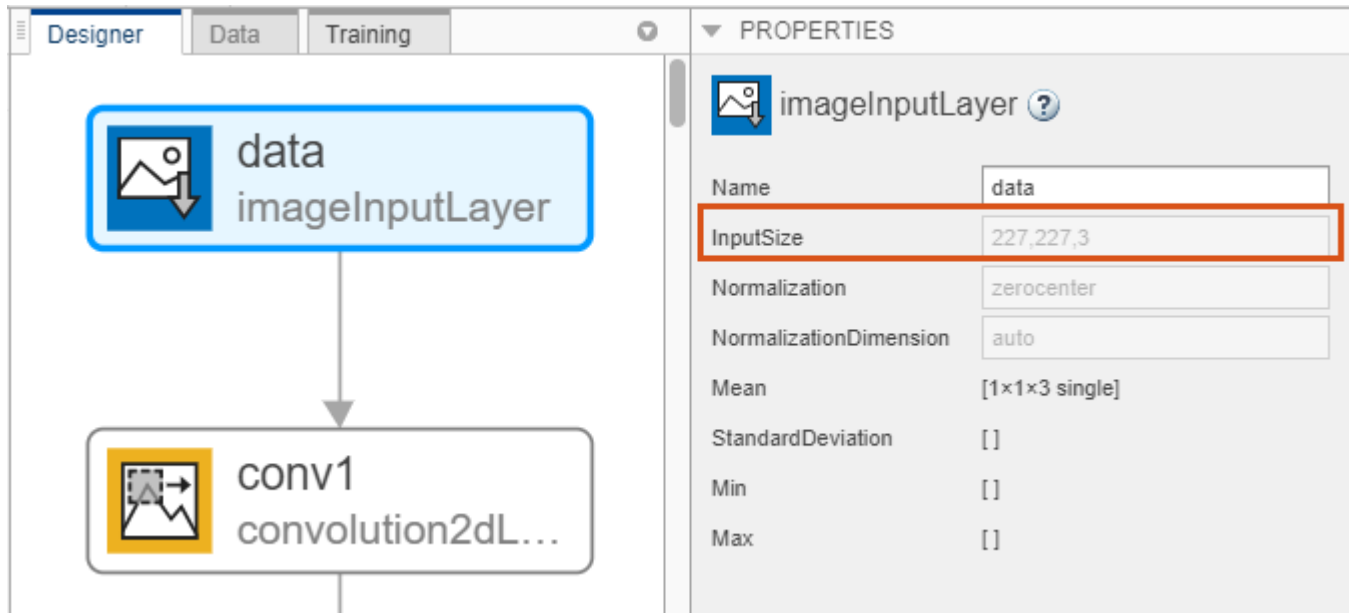 Designer
Data
Training
data
imageInputLayer
conv1
convolution2dL...
PROPERTIES
imageInputLayer ?
Name data
InputSize 227,227,3
Normalization zerocenter
NormalizationDimension auto
Mean [1×1×3 single]
StandardDeviation []
Min []
Max []